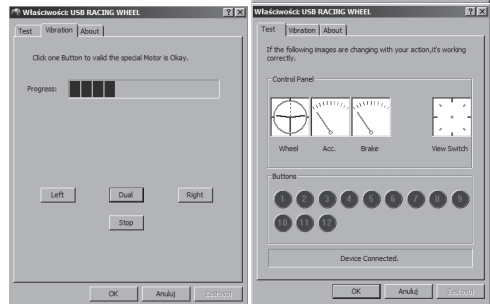 Właściwości: USB RACING WHEEL
Test Vibration About
Click one Button to valid the special Motor is Okay.
Progress:
Left Dual Right
Stop
OK Anuluj Zastosuj
Właściwości: USB RACING WHEEL
Test Vibration About
If the following images are changing with your action,it's working
correctly.
Control Panel
Wheel Acc. Brake View Switch
Buttons
1 2 3 4 5 6 7 8 9
10 11 12
Device Connected.
OK Anuluj Zastosuj